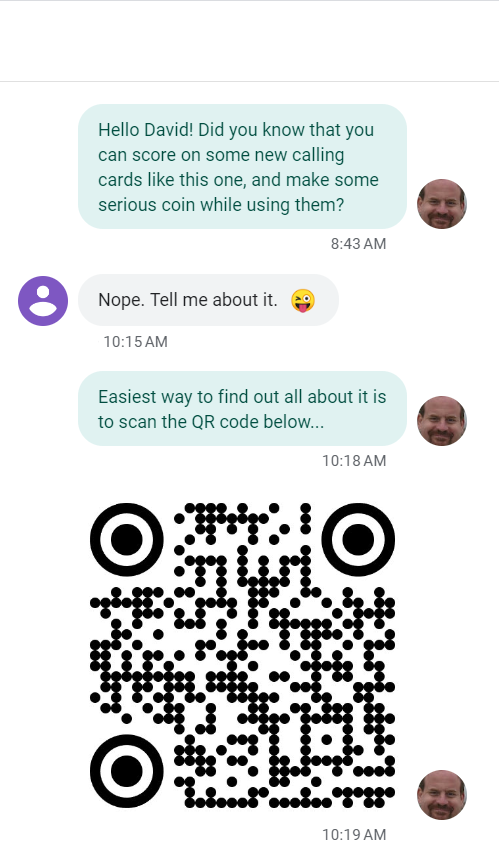 Hello David! Did you know that you
can score on some new calling
cards like this one, and make some
serious coin while using them?
8:43 AM
Nope. Tell me about it. 😜
10:15 AM
Easiest way to find out all about it is
to scan the QR code below...
10:18 AM
10:19 AM